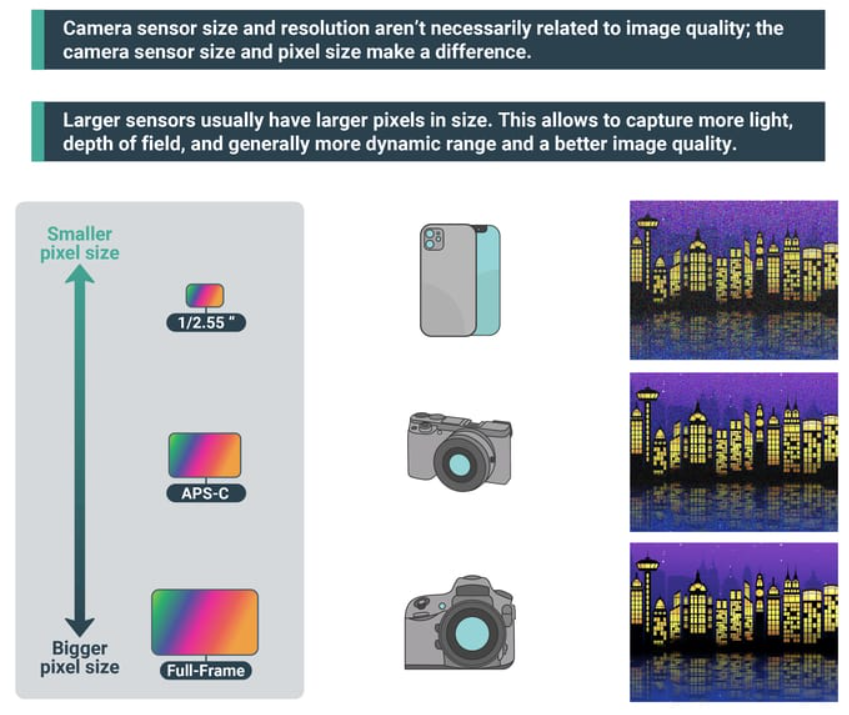 Camera sensor size and resolution aren't necessarily related to image quality; the
camera sensor size and pixel size make a difference.
Larger sensors usually have larger pixels in size. This allows to capture more light,
depth of field, and generally more dynamic range and a better image quality.
Smaller
pixel size
1/2.55 "
APS-C
Bigger
pixel size
Full-Frame